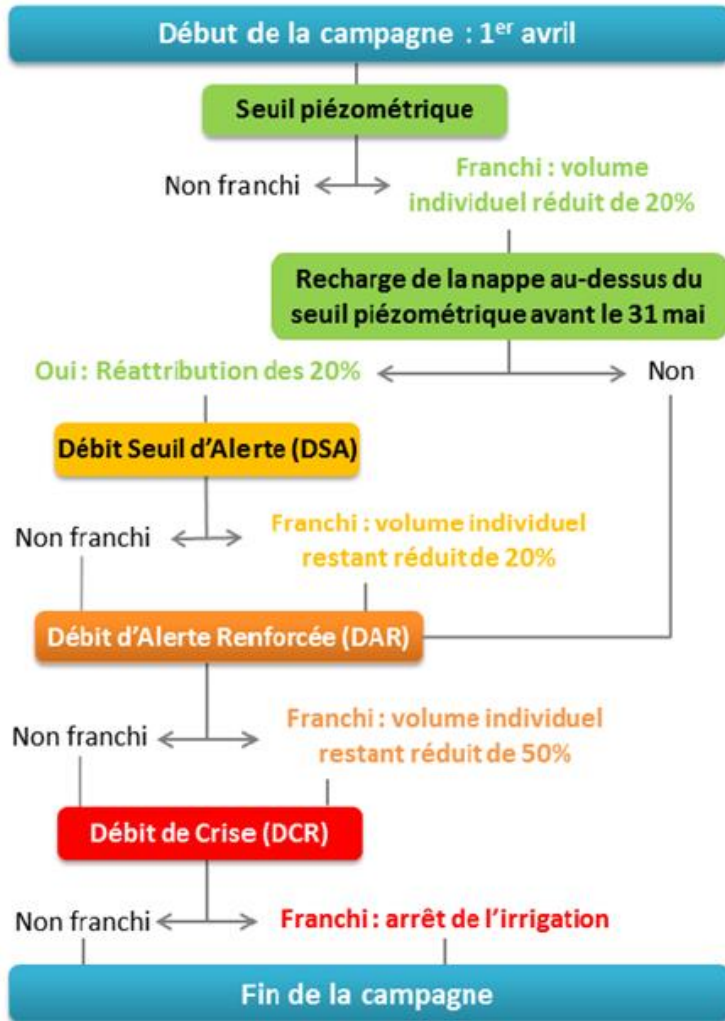 Début de la campagne : 1er avril
Seuil piézométrique
Non franchi
Franchi : volume
individuel réduit de 20%
Recharge de la nappe au-dessus du
seuil piézométrique avant le 31 mai
Oui : Réattribution des 20%
Non
Débit Seuil d'Alerte (DSA)
Non franchi
Franchi : volume individuel
restant réduit de 20%
Débit d'Alerte Renforcée (DAR)
Non franchi
Franchi : volume individuel
restant réduit de 50%
Débit de Crise (DCR)
Non franchi
Franchi : arrêt de l'irrigation
Fin de la campagne